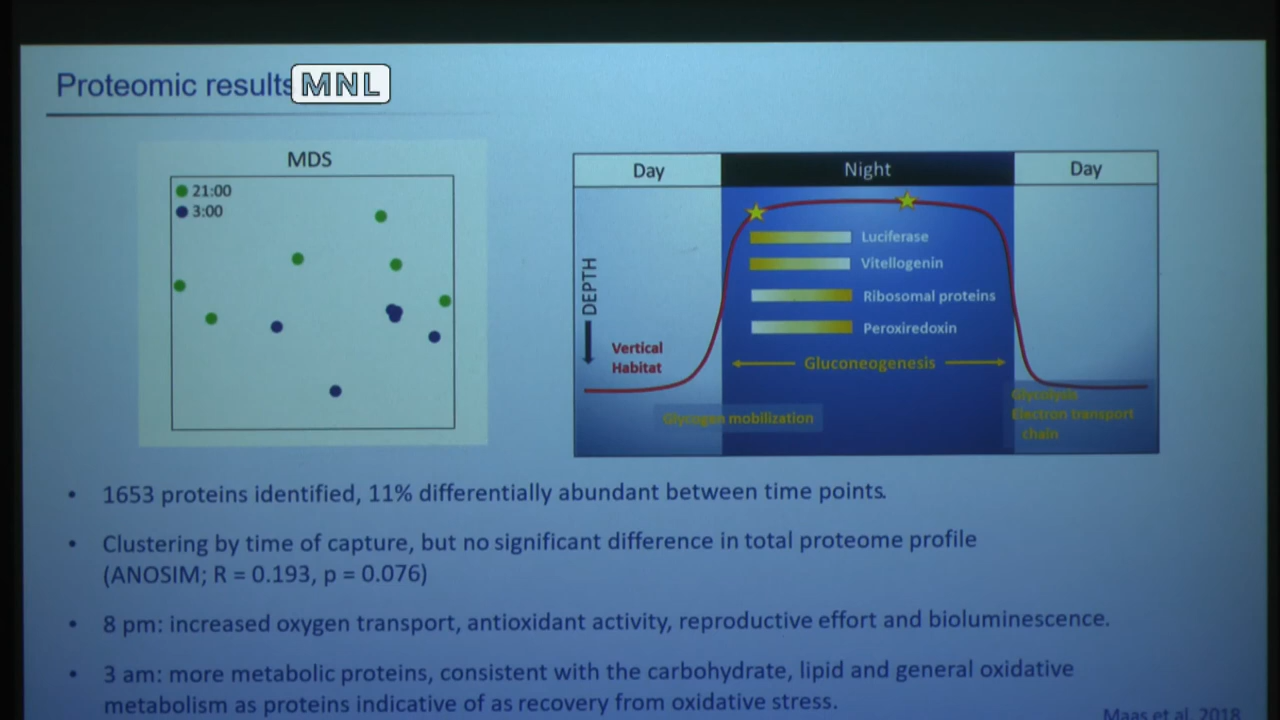 Proteomic results
MNL
MDS
21:00
3:00
Day
Night
Day
DEPTH
Luciferase
Vitellogenin
Ribosomal proteins
Peroxiredoxin
Vertical
Habitat
Gluconeogenesis
Glycogen mobilization
Glycolysis
Electron transport
chain
• 1653 proteins identified, 11% differentially abundant between time points.
• Clustering by time of capture, but no significant difference in total proteome profile
(ANOSIM; R = 0.193, p = 0.076)
• 8 pm: increased oxygen transport, antioxidant activity, reproductive effort and bioluminescence.
• 3 am: more metabolic proteins, consistent with the carbohydrate, lipid and general oxidative
metabolism as proteins indicative of as recovery from oxidative stress.
Maas et al. 2018